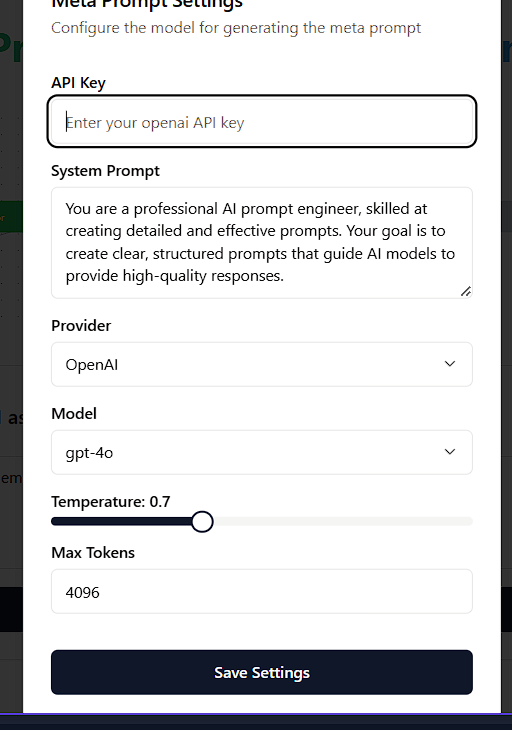 Meta Prompt Settings
Configure the model for generating the meta prompt
API Key
Enter your openai API key
System Prompt
You are a professional AI prompt engineer, skilled at
creating detailed and effective prompts. Your goal is to
create clear, structured prompts that guide AI models to
provide high-quality responses.
Provider
OpenAI
Model
gpt-4o
Temperature: 0.7
Max Tokens
4096
Save Settings